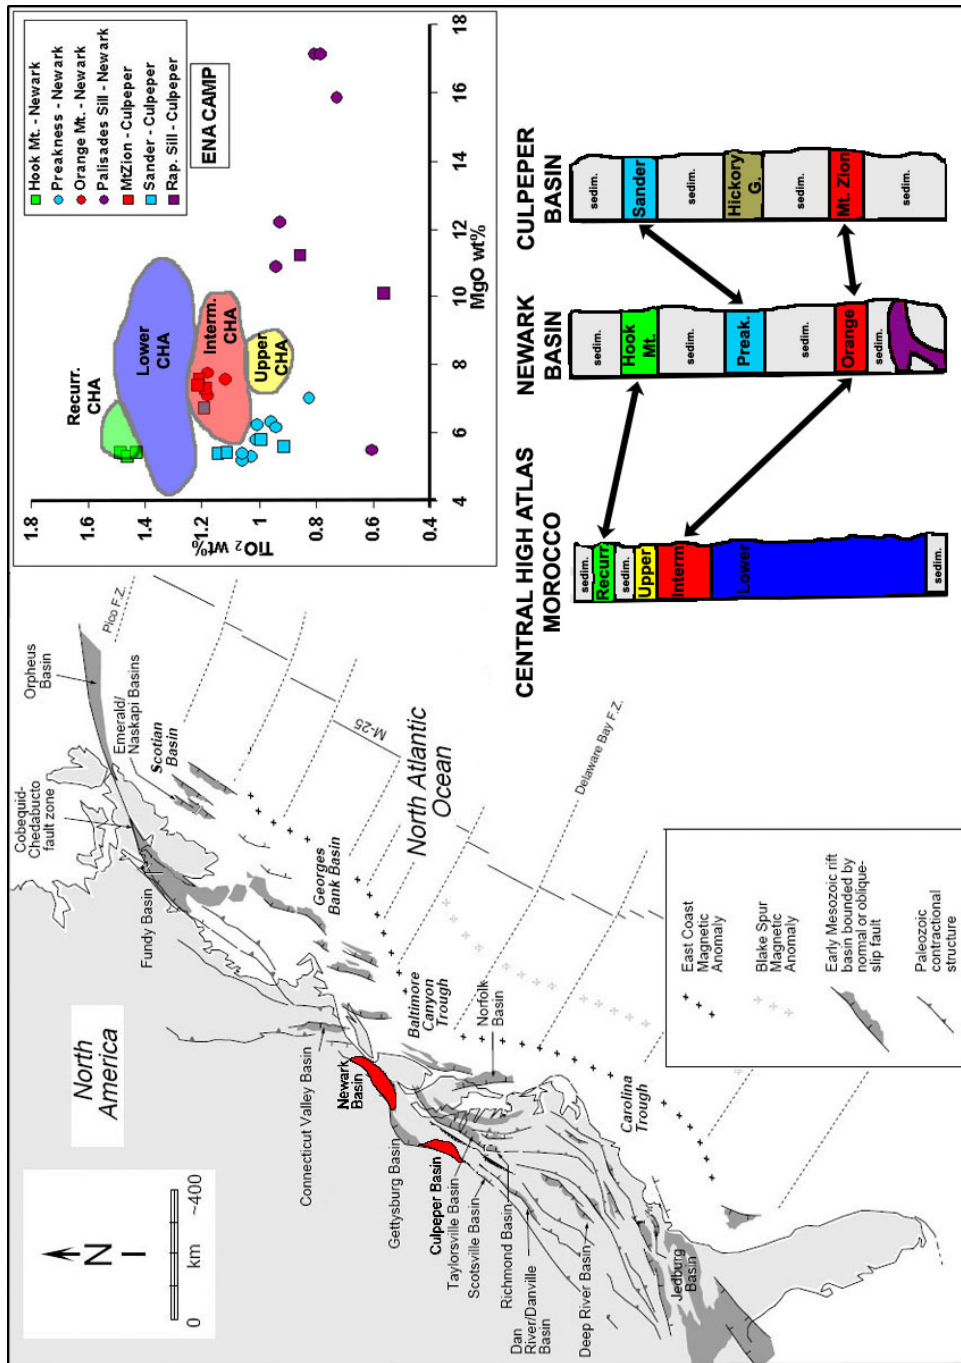 North
America
N
0
km
~400
Cobequid-
Chedabucto
fault zone
Orpheus
Basin
Pico F.Z.
Fundy Basin
Emerald/
Naskapi Basins
Scotian
Basin
Connecticut Valley Basin
Newark
Basin
Gettysburg Basin
Culpeper Basin
Taylorsville Basin
Scotsville Basin
Richmond Basin
Dan
River/Danville
Basin
Deep River Basin
Jedburg
Basin
Georges
Bank Basin
Baltimore
Canyon
Trough
Norfolk
Basin
Carolina
Trough
North Atlantic
Ocean
M-25
Delaware Bay F.Z.
East Coast
Magnetic
Anomaly
Blake Spur
Magnetic
Anomaly
Early Mesozoic rift
basin bounded by
normal or oblique-
slip fault
Paleozoic
contractional
structure
1.8
1.6
1.4
1.2
1
0.8
0.6
0.4
TiO2 wt%
4
6
8
10
12
14
16
18
MgO wt%
Recurr.
CHA
Lower
CHA
Interm.
CHA
Upper
CHA
Hook Mt. - Newark
Preakness - Newark
Orange Mt. - Newark
Palisades Sill - Newark
MtZion - Culpeper
Sander - Culpeper
Rap. Sill - Culpeper
ENA CAMP
CENTRAL HIGH ATLAS
MOROCCO
sedim.
Recurr
sedim.
Upper
Interm
Lower
sedim.
NEWARK
BASIN
sedim.
Hook
Mt.
sedim.
Preak.
sedim.
Orange
sedim.
CULPEPER
BASIN
sedim.
Sander
sedim.
Hickory
G.
sedim.
Mt. Zion
sedim.